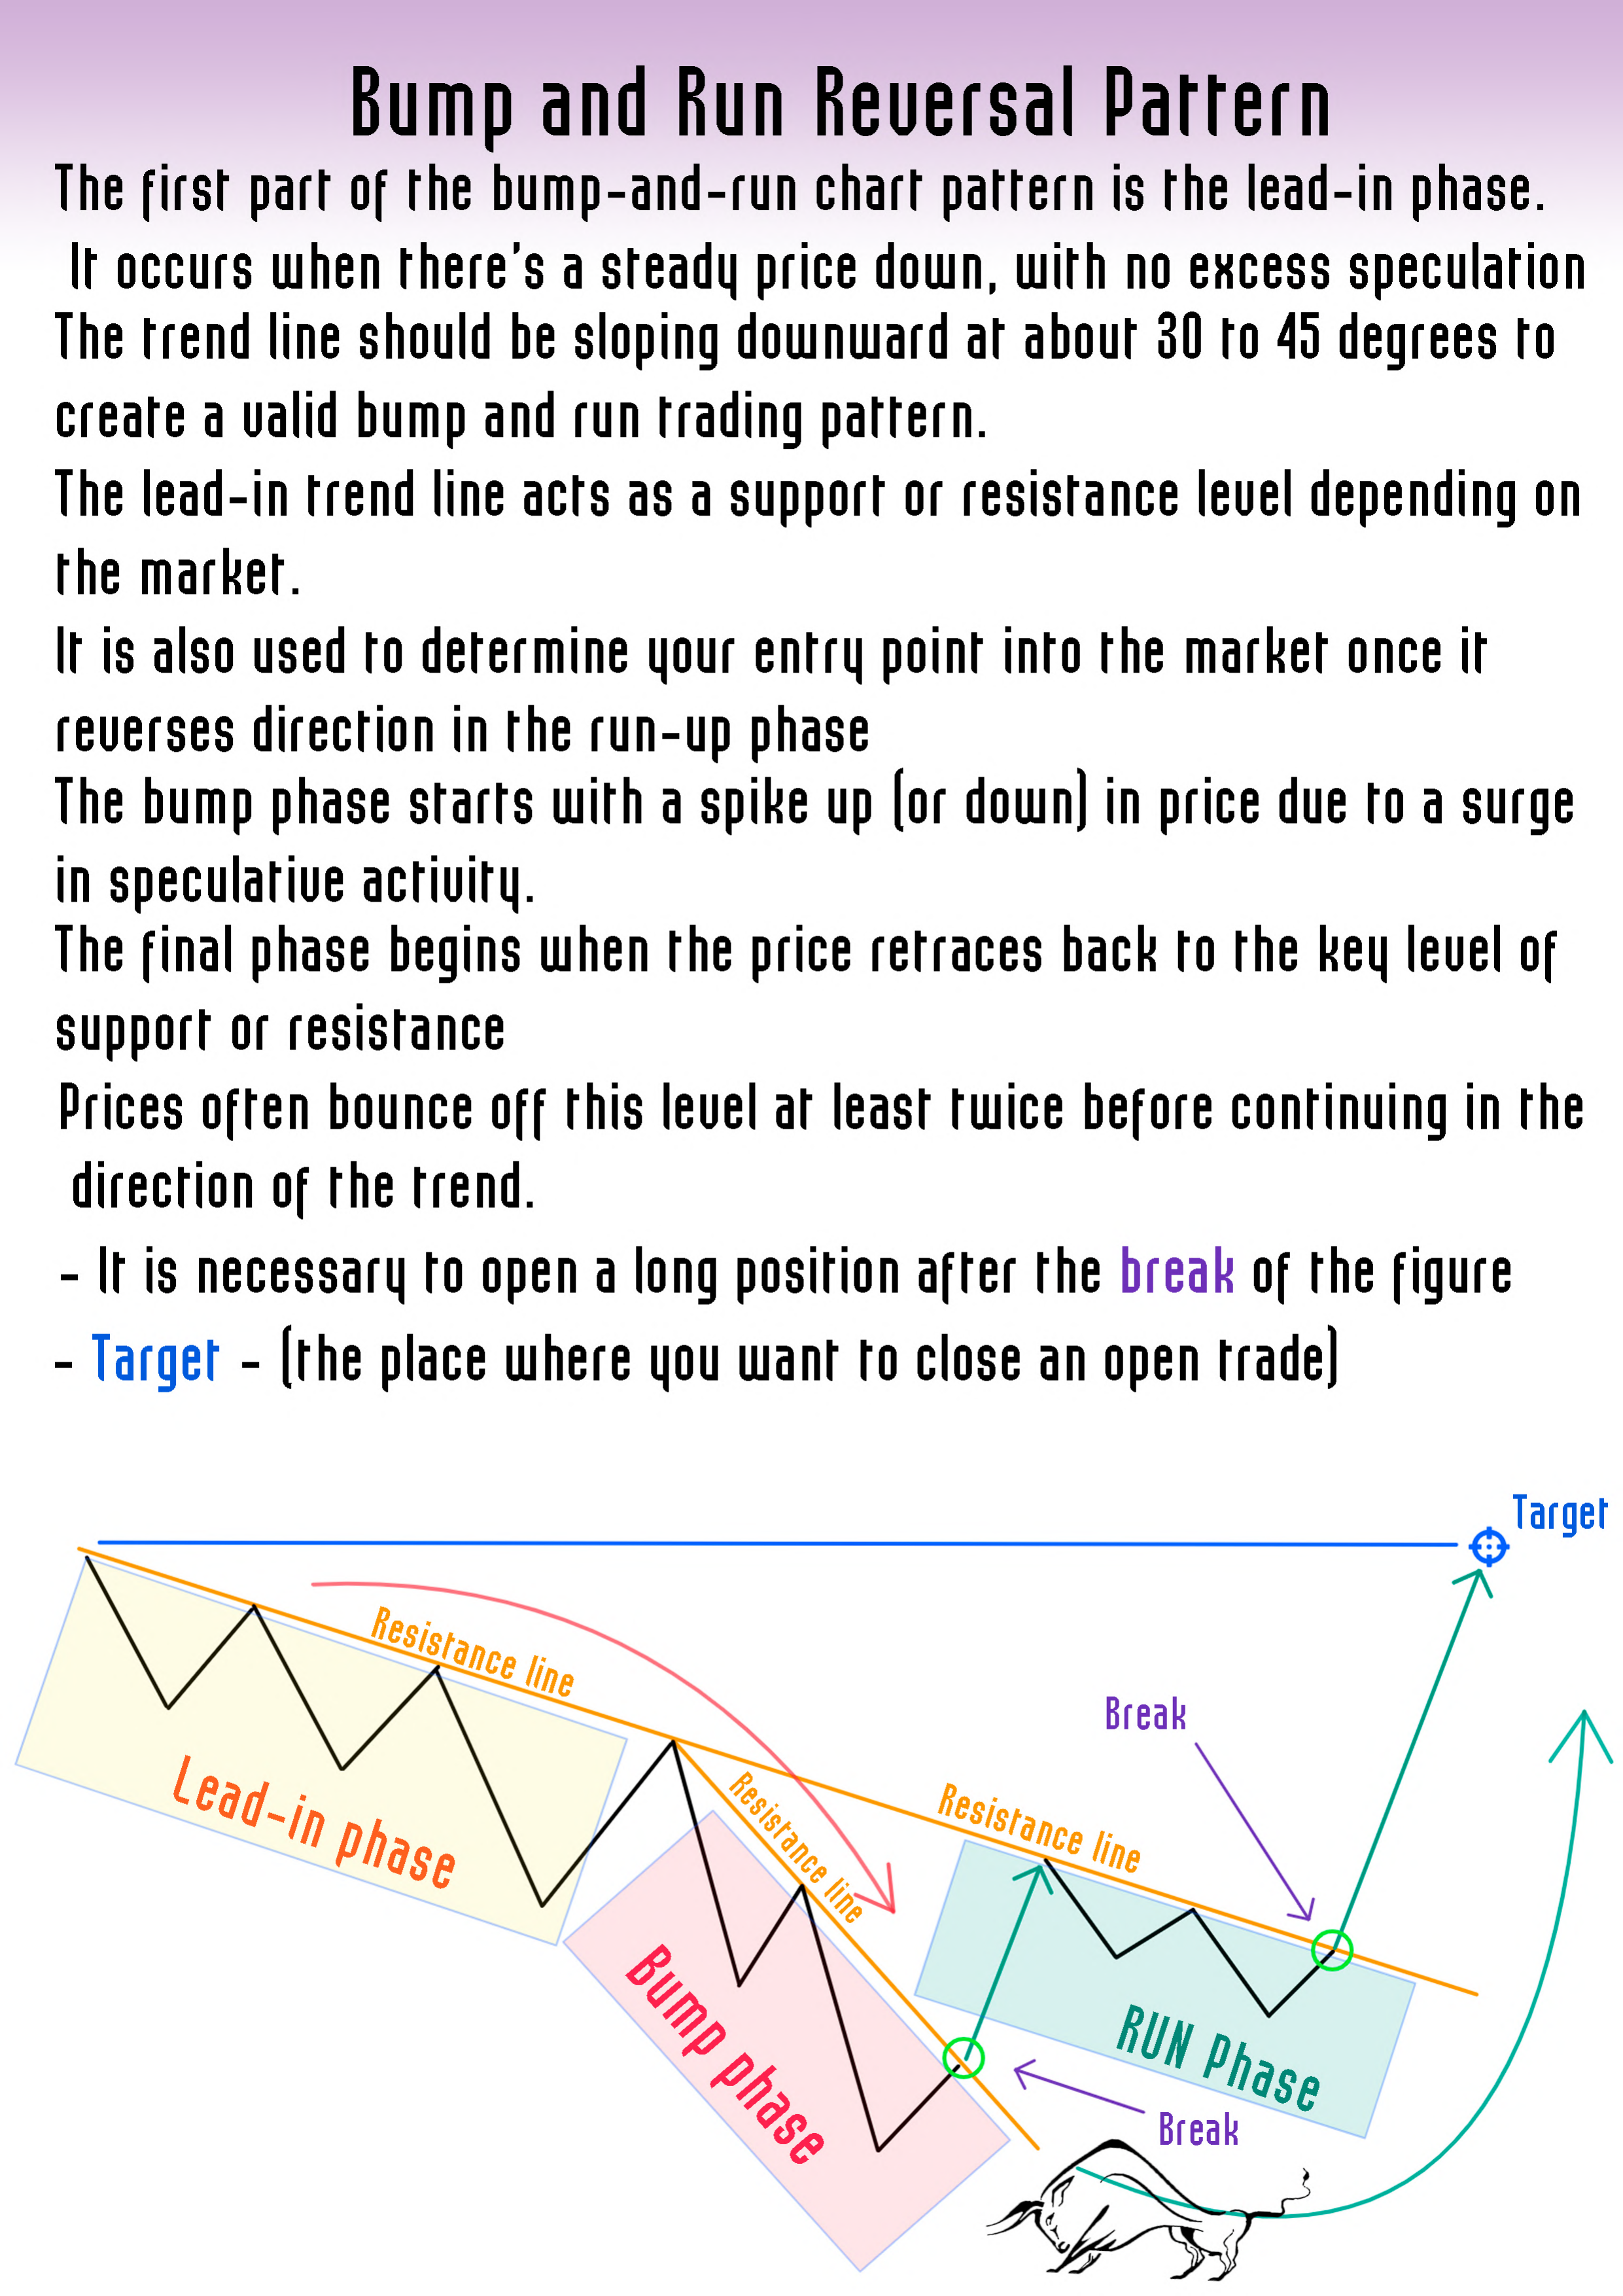 Bump and Run Reversal Pattern
The first part of the bump-and-run chart pattern is the lead-in phase.
It occurs when there's a steady price down, with no excess speculation
The trend line should be sloping downward at about 30 to 45 degrees to
create a valid bump and run trading pattern.
The lead-in trend line acts as a support or resistance level depending on
the market.
It is also used to determine your entry point into the market once it
reverses direction in the run-up phase
The bump phase starts with a spike up (or down) in price due to a surge
in speculative activity.
The final phase begins when the price retraces back to the key level of
support or resistance
Prices often bounce off this level at least twice before continuing in the
direction of the trend.
- It is necessary to open a long position after the break of the figure
- Target - (the place where you want to close an open trade)
Target
Resistance line
Lead-in phase
Break
Resistance line
Resistance line
Bump phase
RUN Phase
Break